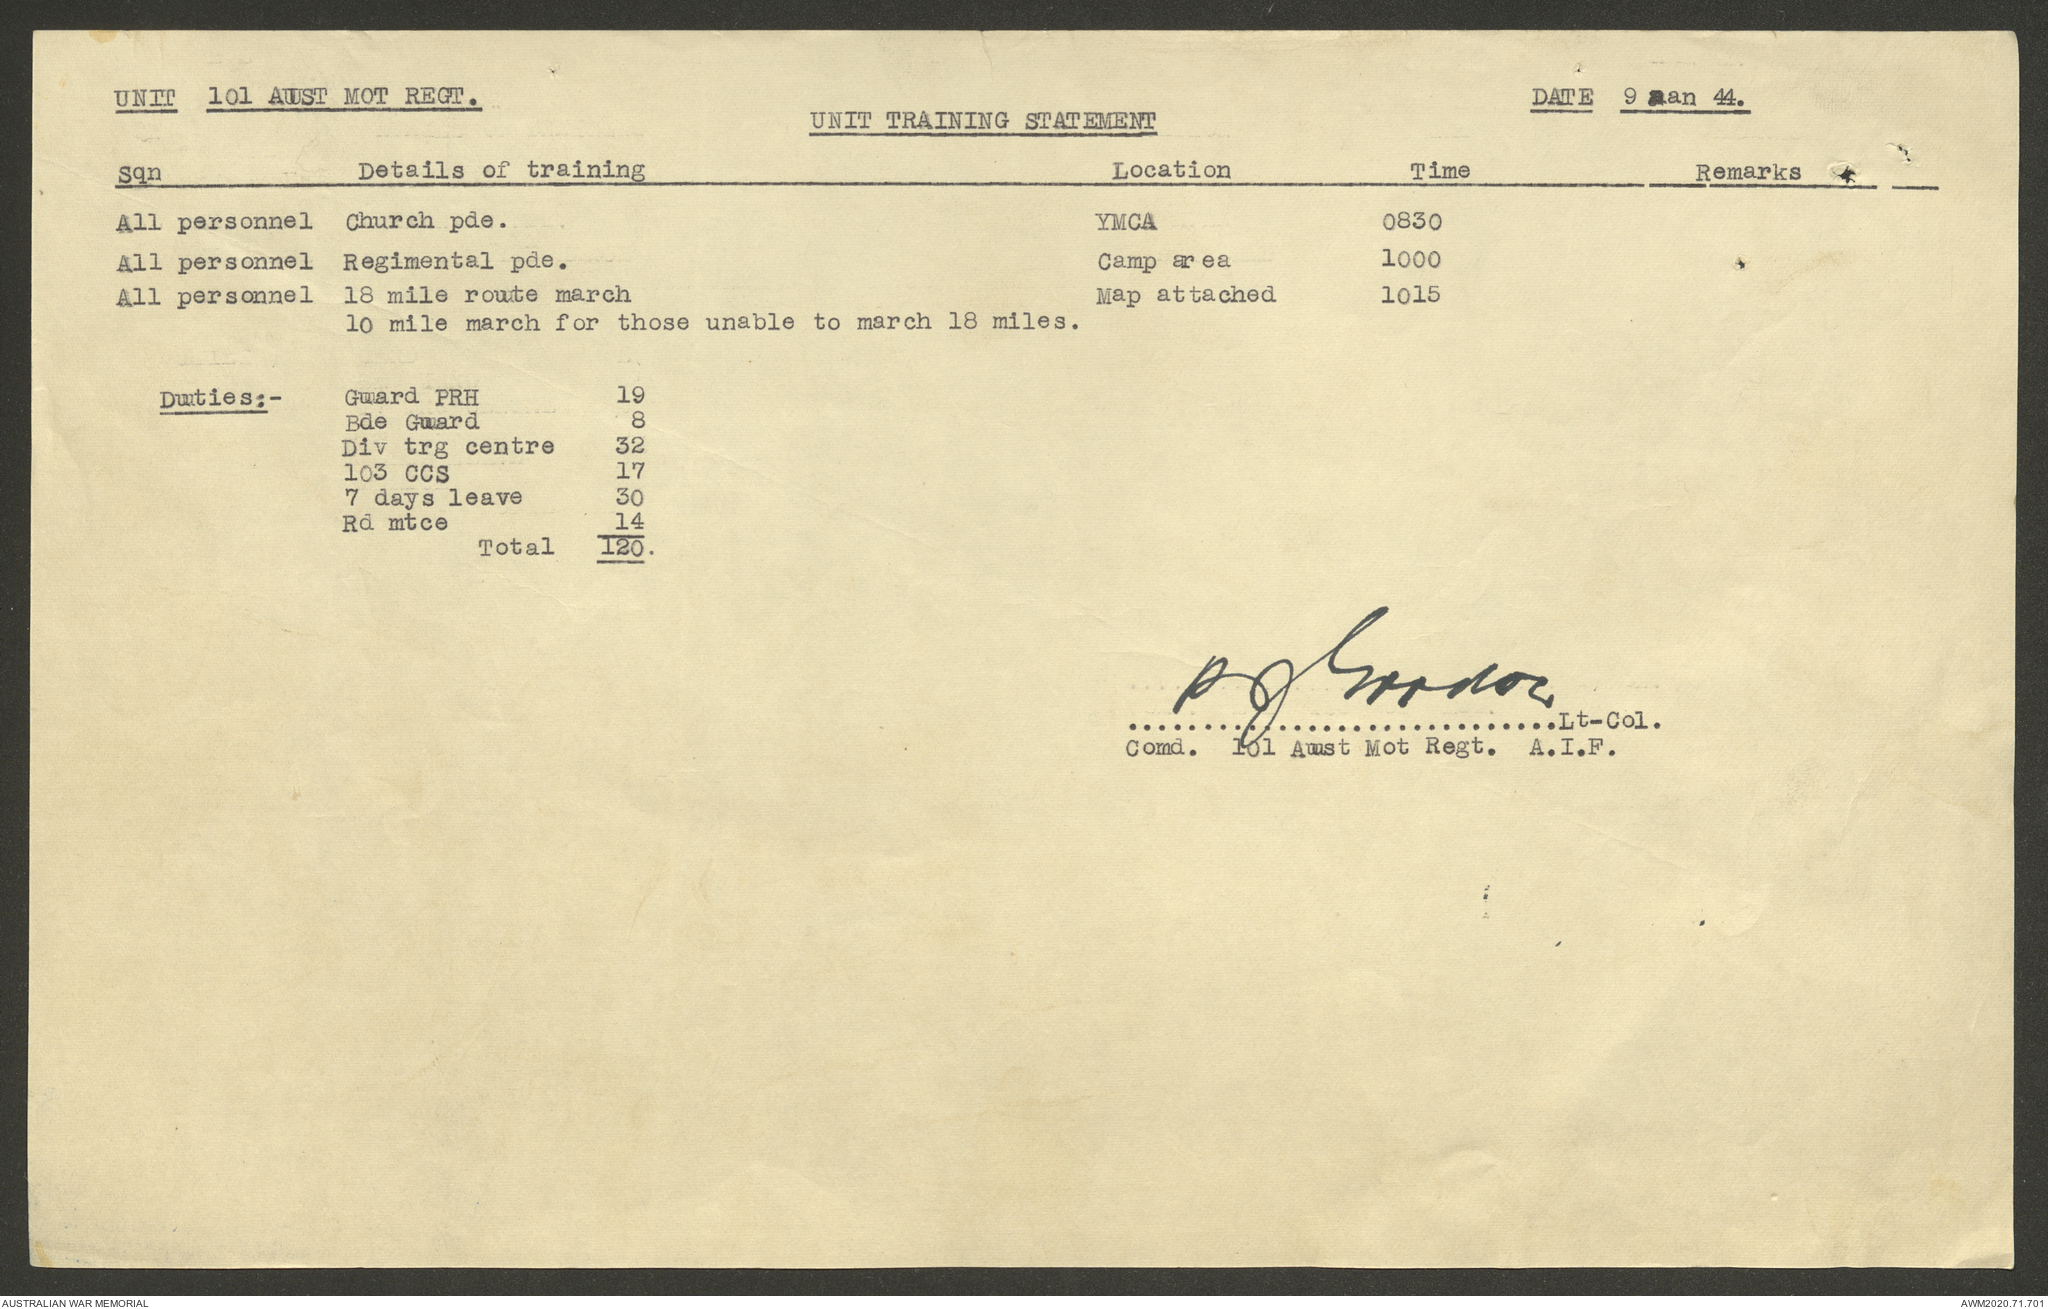 UNIT 101 AUST MOT REGT. DATE 9 Jan 44.
UNIT TRAINING STATEMENT
Sqn Details of training Location Time Remarks
All personnel Church pde. YMCA 0830
All personnel Regimental pde. Camp area 1000
All personnel 18 mile route march Map attached 1015
10 mile march for those unable to march 18 miles.
Duties:- Guard PRH 19
Bde Guard 8
Div trg centre 32
103 CCS 17
7 days leave 30
Rd mtce 14
Total 120.
..............................Lt-Col.
Comd. 101 Aust Mot Regt. A.I.F.
AUSTRALIAN WAR MEMORIAL AWM2020.71.701